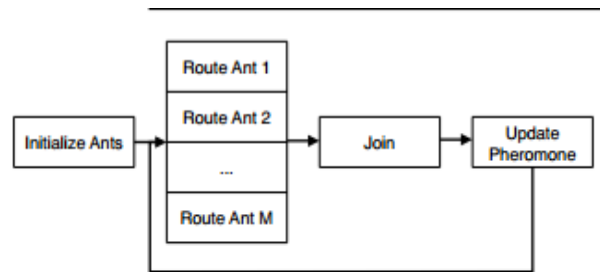 Route Ant 1
Route Ant 2
Initialize Ants
...
Route Ant M
Join
Update
Pheromone